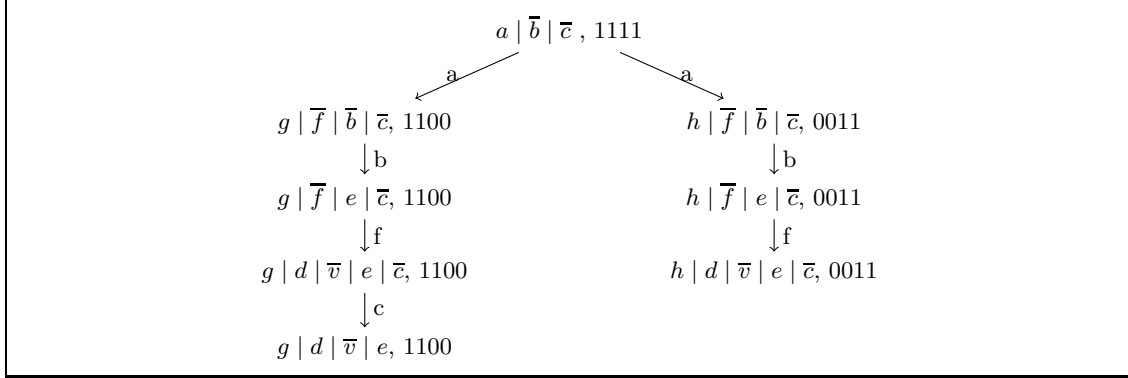 a | b̅ | c̅ , 1111
a a
g | f̅ | b̅ | c̅, 1100 h | f̅ | b̅ | c̅, 0011
b b
g | f̅ | e | c̅, 1100 h | f̅ | e | c̅, 0011
f f
g | d | v̅ | e | c̅, 1100 h | d | v̅ | e | c̅, 0011
c
g | d | v̅ | e, 1100